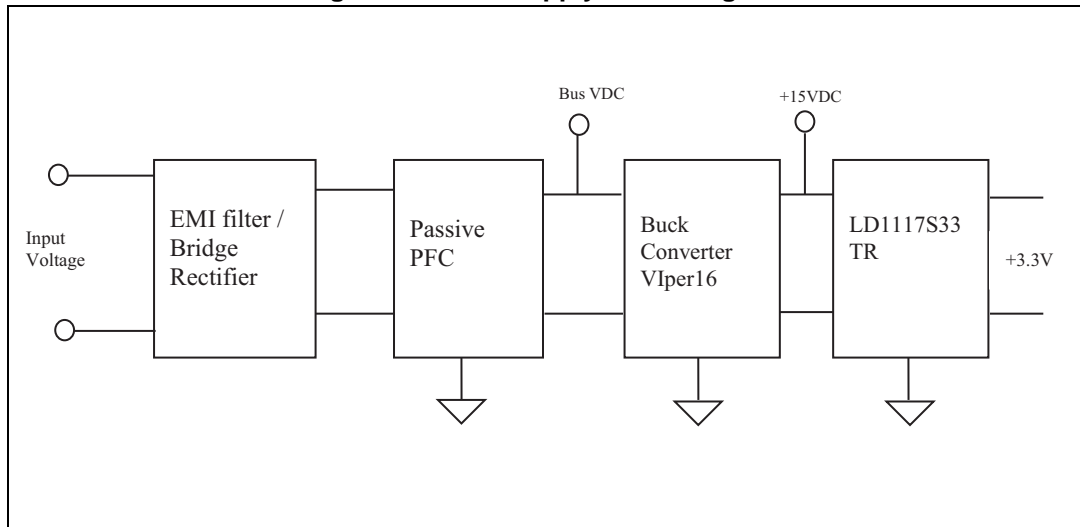 Bus VDC
+15VDC
EMI filter /
Bridge
Rectifier
Passive
PFC
Buck
Converter
VIper16
LD1117S33
TR
Input
Voltage
+3.3V